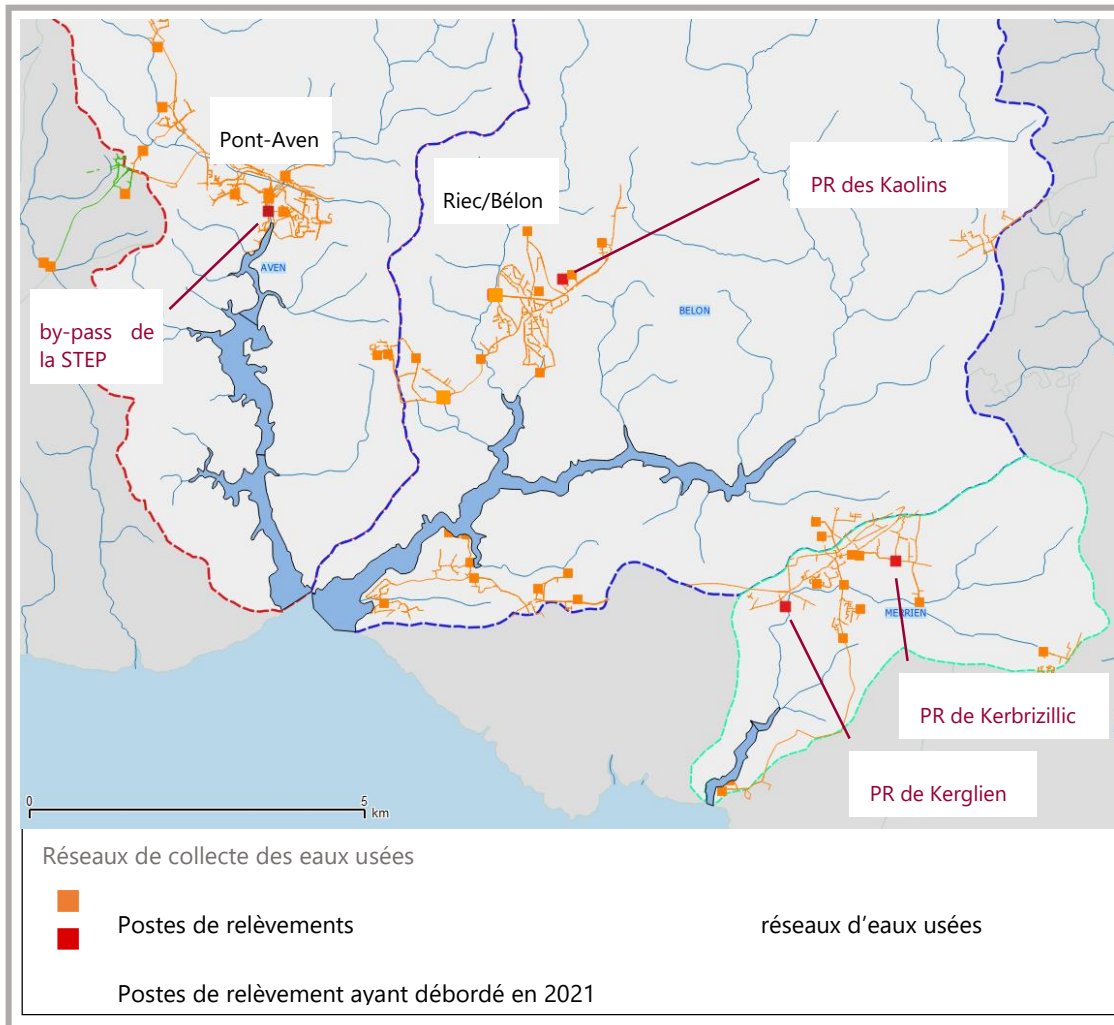 Pont-Aven
PR des Kaolins
Riec/Bélon
AVEN
by-pass de
la STEP
BELON
MERRIEN
PR de Kerbrizillic
PR de Kerglien
0 5
km
Réseaux de collecte des eaux usées
Postes de relèvements réseaux d'eaux usées
Postes de relèvement ayant débordé en 2021